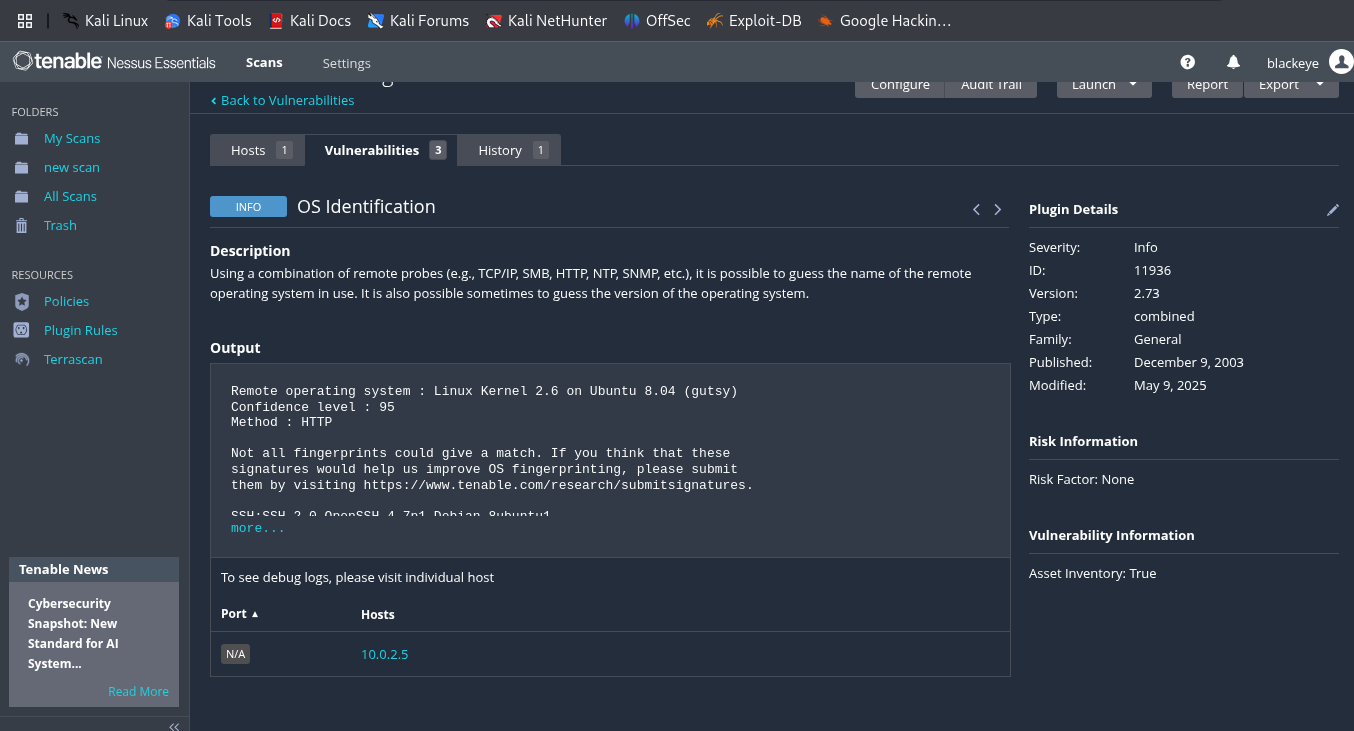 Kali Linux Kali Tools Kali Docs Kali Forums Kali NetHunter OffSec Exploit-DB Google Hackin…
tenable Nessus Essentials Scans Settings blackeye
Configure Audit Trail Launch Report Export
Back to Vulnerabilities
FOLDERS
My Scans
new scan
All Scans
Trash
RESOURCES
Policies
Plugin Rules
Terrascan
Tenable News
Cybersecurity
Snapshot: New
Standard for AI
System...
Read More
Hosts 1 Vulnerabilities 3 History 1
INFO OS Identification
Description
Using a combination of remote probes (e.g., TCP/IP, SMB, HTTP, NTP, SNMP, etc.), it is possible to guess the name of the remote
operating system in use. It is also possible sometimes to guess the version of the operating system.
Output
Remote operating system : Linux Kernel 2.6 on Ubuntu 8.04 (gutsy)
Confidence level : 95
Method : HTTP
Not all fingerprints could give a match. If you think that these
signatures would help us improve OS fingerprinting, please submit
them by visiting https://www.tenable.com/research/submitsignatures.
SSH:SSH-2.0-OpenSSH_4.7p1 Debian-8ubuntu1
more...
To see debug logs, please visit individual host
Port ▲ Hosts
N/A 10.0.2.5
Plugin Details
Severity: Info
ID: 11936
Version: 2.73
Type: combined
Family: General
Published: December 9, 2003
Modified: May 9, 2025
Risk Information
Risk Factor: None
Vulnerability Information
Asset Inventory: True